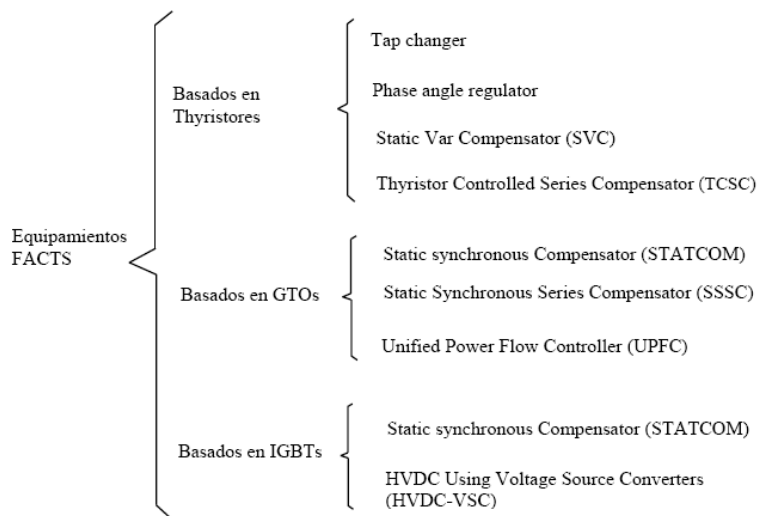 Equipamientos
FACTS
Basados en
Thyristores
Tap changer
Phase angle regulator
Static Var Compensator (SVC)
Thyristor Controlled Series Compensator (TCSC)
Basados en GTOs
Static synchronous Compensator (STATCOM)
Static Synchronous Series Compensator (SSSC)
Unified Power Flow Controller (UPFC)
Basados en IGBTs
Static synchronous Compensator (STATCOM)
HVDC Using Voltage Source Converters
(HVDC-VSC)